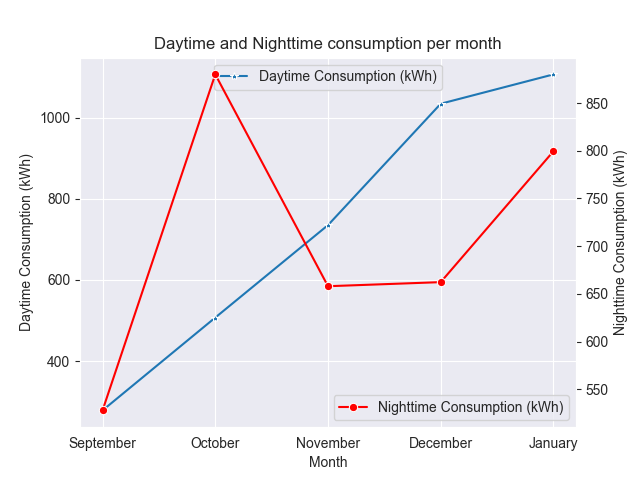 Daytime and Nighttime consumption per month
Daytime Consumption (kWh)
1000
800
600
400
Daytime Consumption (kWh)
850
800
750
700
650
600
550
Nighttime Consumption (kWh)
Nighttime Consumption (kWh)
September October November December January
Month